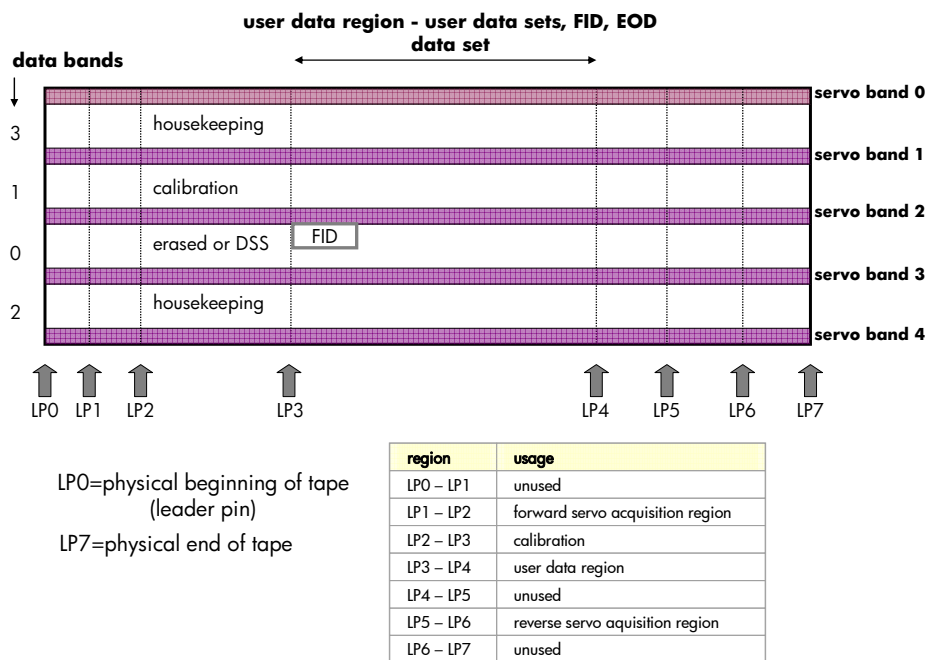 user data region - user data sets, FID, EOD
data set
data bands
servo band 0
3
housekeeping
servo band 1
1
calibration
servo band 2
0
erased or DSS
FID
servo band 3
2
housekeeping
servo band 4
LP0 LP1 LP2 LP3 LP4 LP5 LP6 LP7
LP0=physical beginning of tape
(leader pin)
LP7=physical end of tape
region usage
LP0 – LP1 unused
LP1 – LP2 forward servo acquisition region
LP2 – LP3 calibration
LP3 – LP4 user data region
LP4 – LP5 unused
LP5 – LP6 reverse servo aquisition region
LP6 – LP7 unused